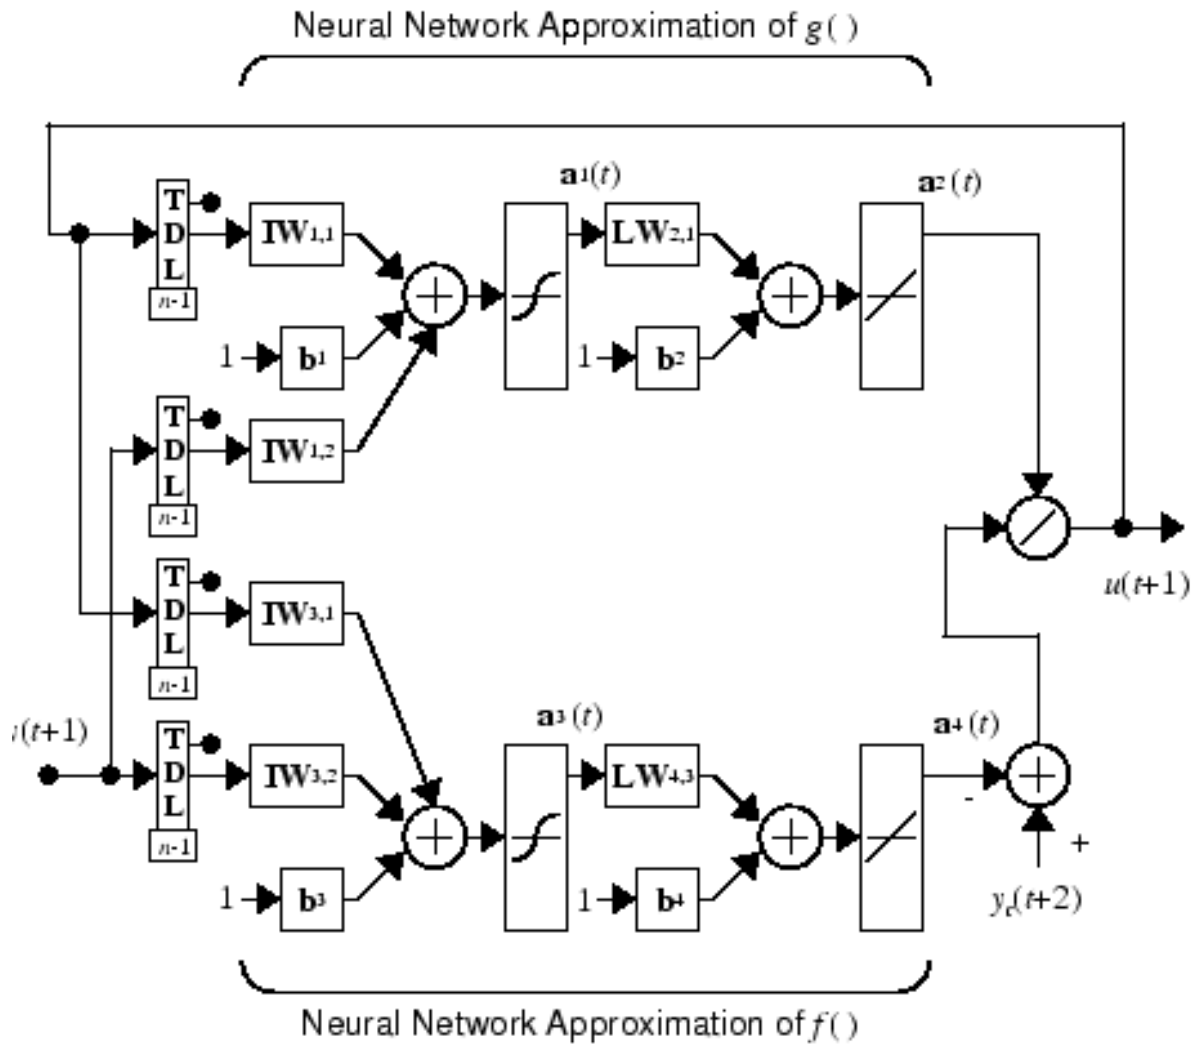 Neural Network Approximation of g( )
a1(t)
a2 (t)
T
D
L
n-1
IW1,1
LW2,1
1
b1
1
b2
T
D
L
n-1
IW1,2
T
D
L
n-1
IW3,1
u(t+1)
(t+1)
T
D
L
n-1
IW3,2
a3 (t)
LW4,3
a4 (t)
-
+
1
b3
1
b4
yr(t+2)
Neural Network Approximation of f( )